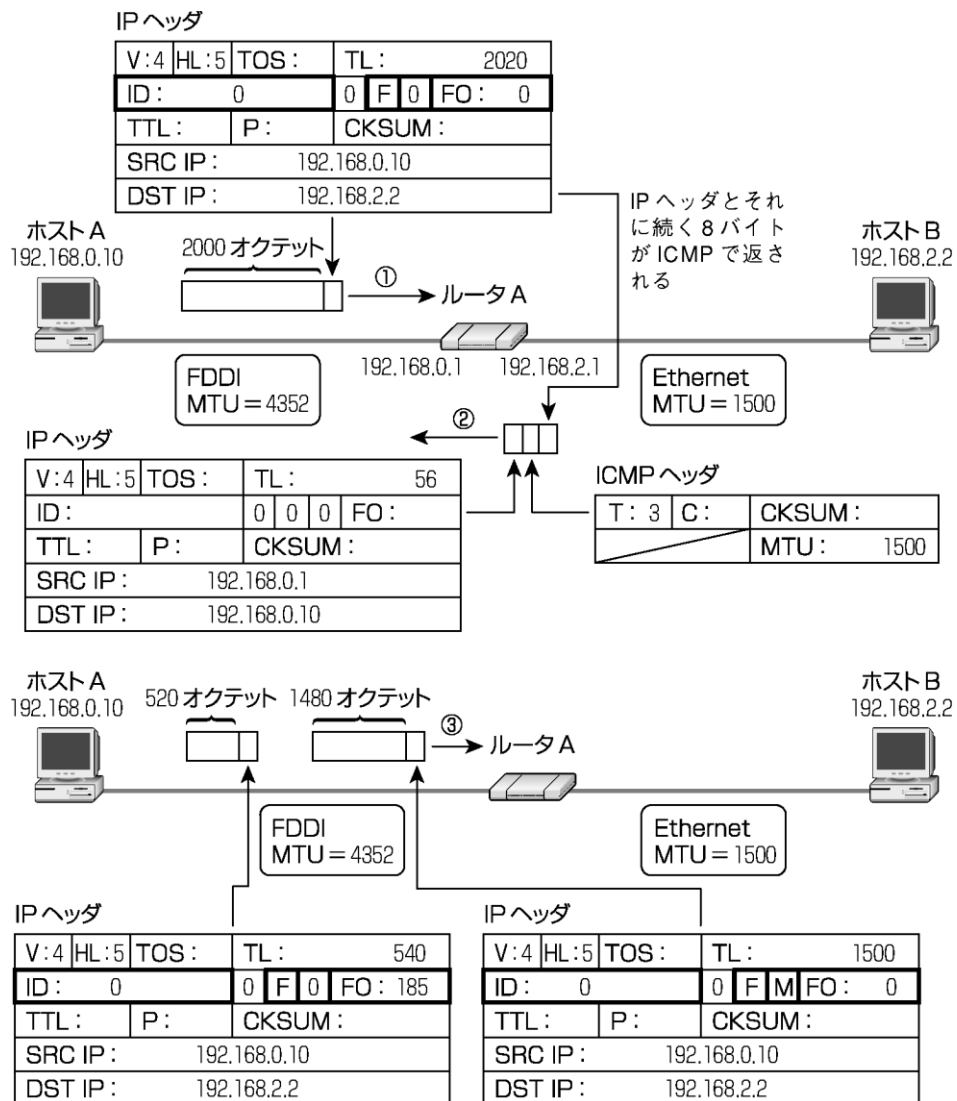 IPヘッダ
V:4 HL:5 TOS: TL: 2020
ID: 0 0 F 0 FO: 0
TTL: P: CKSUM:
SRC IP: 192.168.0.10
DST IP: 192.168.2.2
IPヘッダとそれ
に続く8バイト
がICMPで返さ
れる
ホストA
192.168.0.10
2000オクテット
①
ルータA
ホストB
192.168.2.2
192.168.0.1
192.168.2.1
FDDI
MTU=4352
Ethernet
MTU=1500
②
IPヘッダ
V:4 HL:5 TOS: TL: 56
ID: 0 0 0 FO:
TTL: P: CKSUM:
SRC IP: 192.168.0.1
DST IP: 192.168.0.10
ICMPヘッダ
T: 3 C: CKSUM:
MTU: 1500
ホストA
192.168.0.10
520オクテット
1480オクテット
③
ルータA
ホストB
192.168.2.2
FDDI
MTU=4352
Ethernet
MTU=1500
IPヘッダ
V:4 HL:5 TOS: TL: 540
ID: 0 0 F 0 FO: 185
TTL: P: CKSUM:
SRC IP: 192.168.0.10
DST IP: 192.168.2.2
IPヘッダ
V:4 HL:5 TOS: TL: 1500
ID: 0 0 F M FO: 0
TTL: P: CKSUM:
SRC IP: 192.168.0.10
DST IP: 192.168.2.2